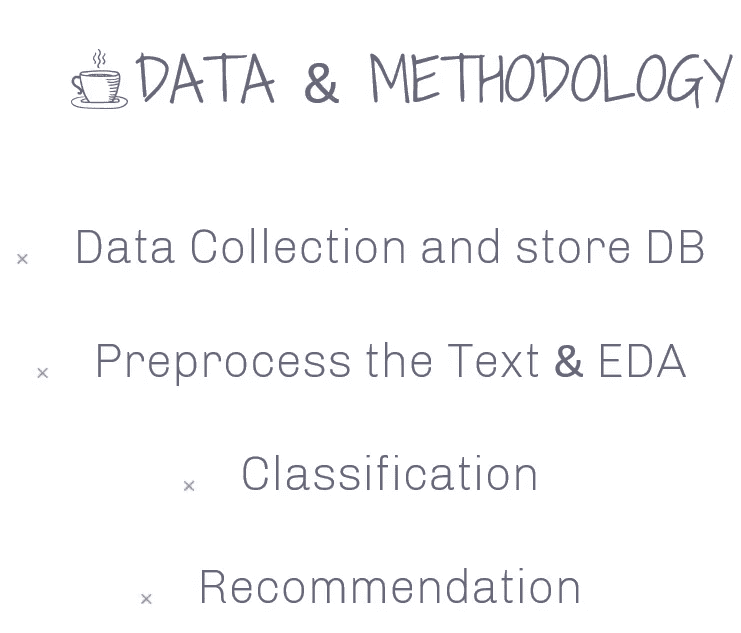 DATA & METHODOLOGY
× Data Collection and store DB
× Preprocess the Text & EDA
× Classification
× Recommendation